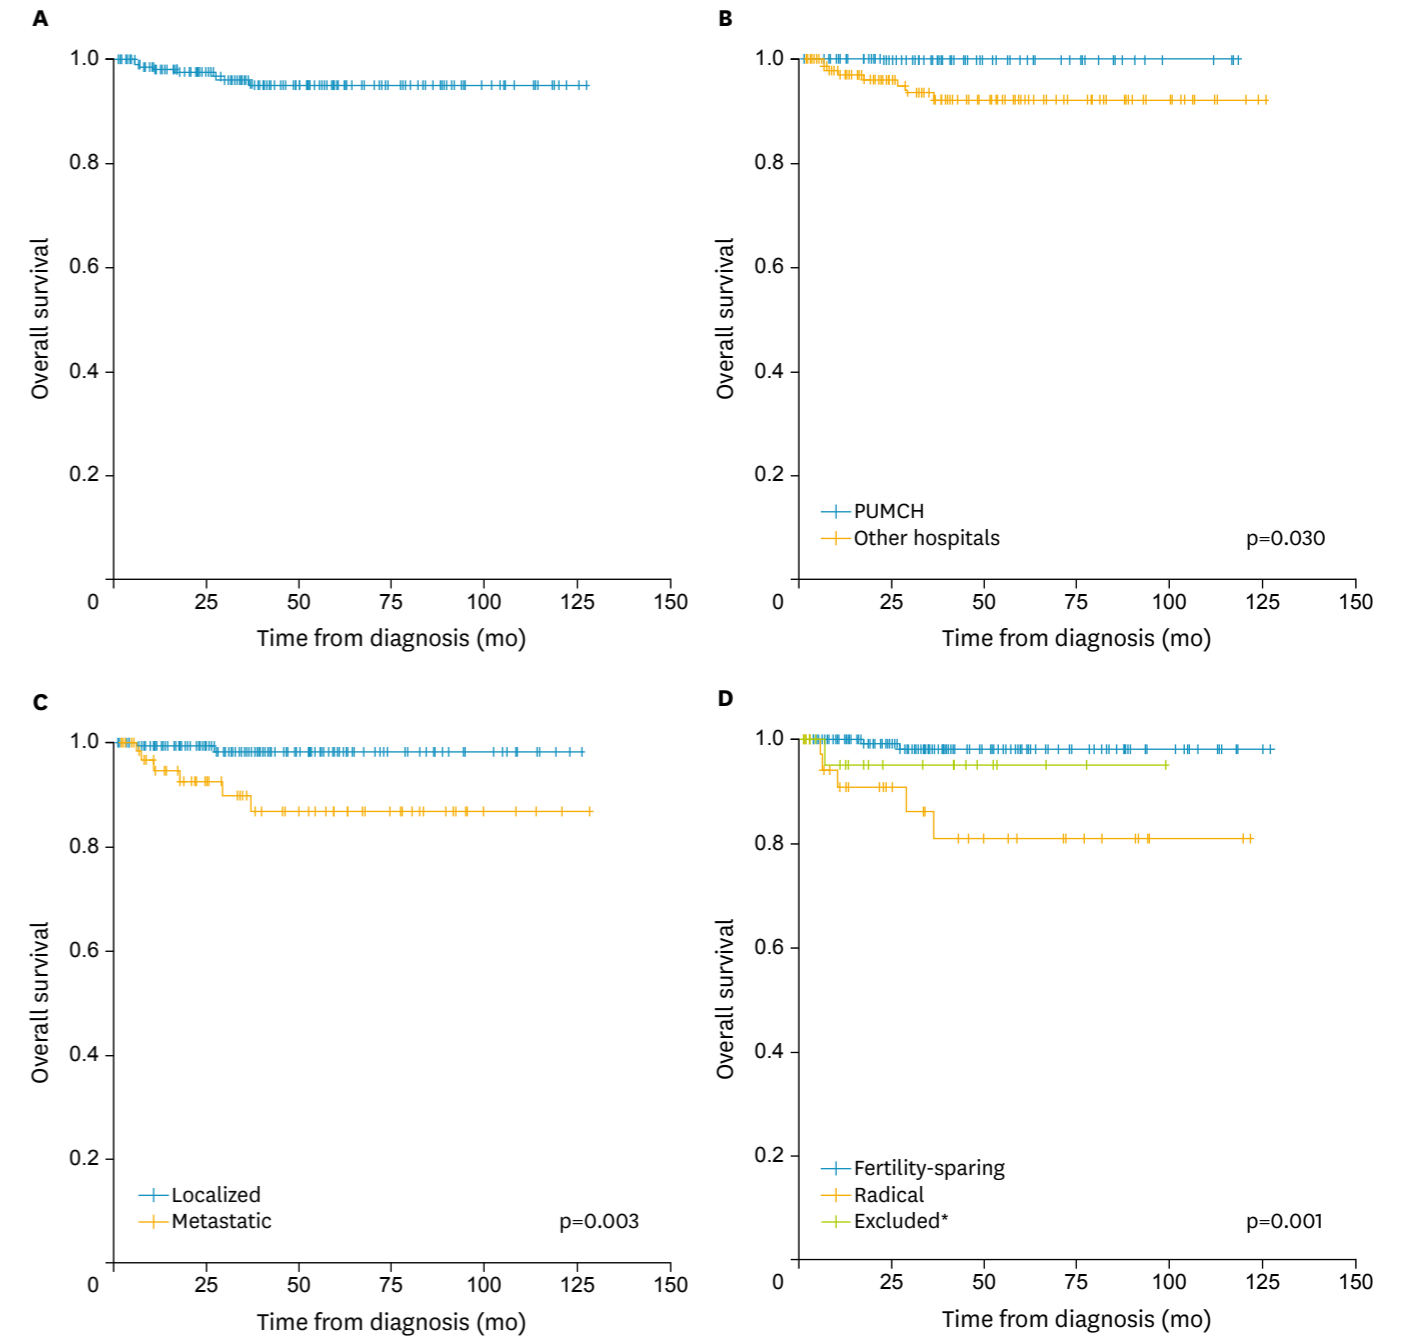 A
1.0
0.8
0.6
0.4
0.2
Overall survival
0 25 50 75 100 125 150
Time from diagnosis (mo)
B
1.0
0.8
0.6
0.4
0.2
Overall survival
PUMCH
Other hospitals
p=0.030
0 25 50 75 100 125 150
Time from diagnosis (mo)
C
1.0
0.8
0.6
0.4
0.2
Overall survival
Localized
Metastatic
p=0.003
0 25 50 75 100 125 150
Time from diagnosis (mo)
D
1.0
0.8
0.6
0.4
0.2
Overall survival
Fertility-sparing
Radical
Excluded*
p=0.001
0 25 50 75 100 125 150
Time from diagnosis (mo)